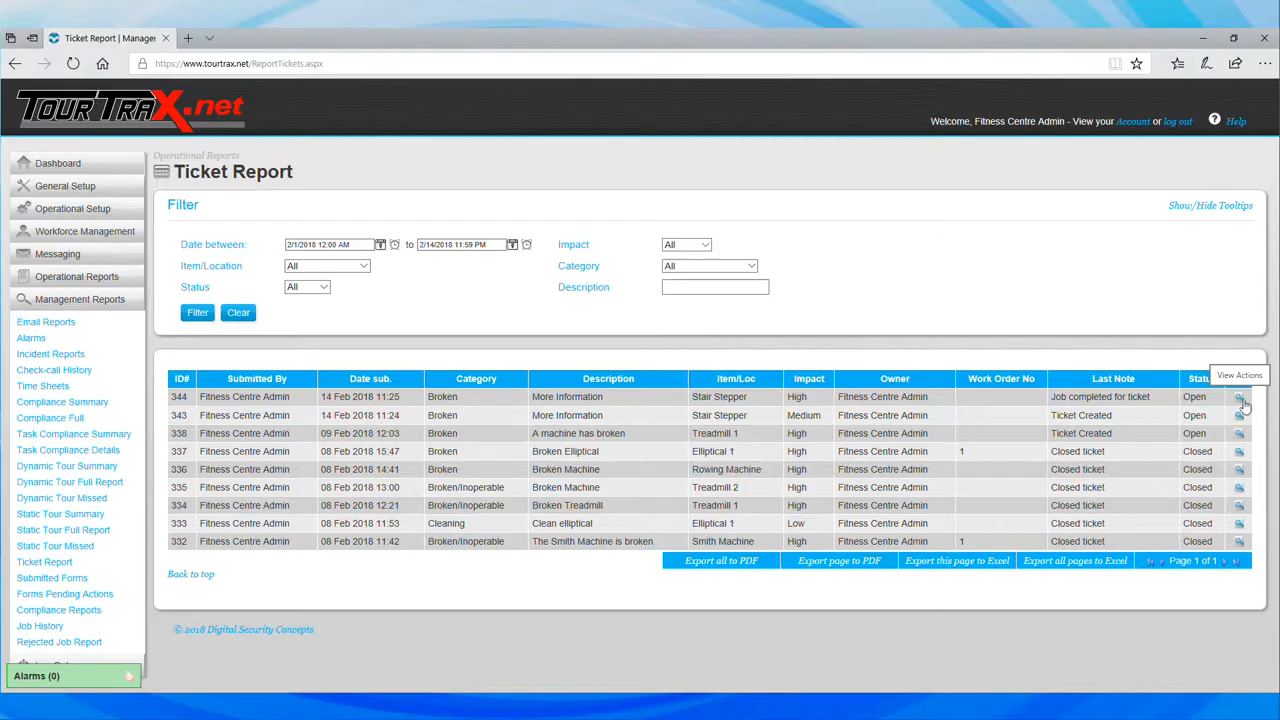 Ticket Report | Manager
https://www.tourtrax.net/ReportTickets.aspx
TOURTRAX.net
Welcome, Fitness Centre Admin - View your Account or log out Help
Dashboard
General Setup
Operational Setup
Workforce Management
Messaging
Operational Reports
Management Reports
Email Reports
Alarms
Incident Reports
Check-call History
Time Sheets
Compliance Summary
Compliance Full
Task Compliance Summary
Task Compliance Details
Dynamic Tour Summary
Dynamic Tour Full Report
Dynamic Tour Missed
Static Tour Summary
Static Tour Full Report
Static Tour Missed
Ticket Report
Submitted Forms
Forms Pending Actions
Compliance Reports
Job History
Rejected Job Report
Alarms (0)
Operational Reports
Ticket Report
Filter Show/Hide Tooltips
Date between: 2/1/2018 12:00 AM to 2/14/2018 11:59 PM Impact All
Item/Location All Category All
Status All Description
Filter Clear
View Actions
ID# Submitted By Date sub. Category Description Item/Loc Impact Owner Work Order No Last Note Statu
344 Fitness Centre Admin 14 Feb 2018 11:25 Broken More Information Stair Stepper High Fitness Centre Admin Job completed for ticket Open
343 Fitness Centre Admin 14 Feb 2018 11:24 Broken More Information Stair Stepper Medium Fitness Centre Admin Ticket Created Open
338 Fitness Centre Admin 09 Feb 2018 12:03 Broken A machine has broken Treadmill 1 High Fitness Centre Admin Ticket Created Open
337 Fitness Centre Admin 08 Feb 2018 15:47 Broken Broken Elliptical Elliptical 1 High Fitness Centre Admin 1 Closed ticket Closed
336 Fitness Centre Admin 08 Feb 2018 14:41 Broken Broken Machine Rowing Machine High Fitness Centre Admin Closed ticket Closed
335 Fitness Centre Admin 08 Feb 2018 13:00 Broken/Inoperable Broken Machine Treadmill 2 High Fitness Centre Admin Closed ticket Closed
334 Fitness Centre Admin 08 Feb 2018 12:21 Broken/Inoperable Broken Treadmill Treadmill 1 High Fitness Centre Admin Closed ticket Closed
333 Fitness Centre Admin 08 Feb 2018 11:53 Cleaning Clean elliptical Elliptical 1 Low Fitness Centre Admin Closed ticket Closed
332 Fitness Centre Admin 08 Feb 2018 11:42 Broken/Inoperable The Smith Machine is broken Smith Machine High Fitness Centre Admin 1 Closed ticket Closed
Export all to PDF Export page to PDF Export this page to Excel Export all pages to Excel Page 1 of 1
Back to top
© 2018 Digital Security Concepts